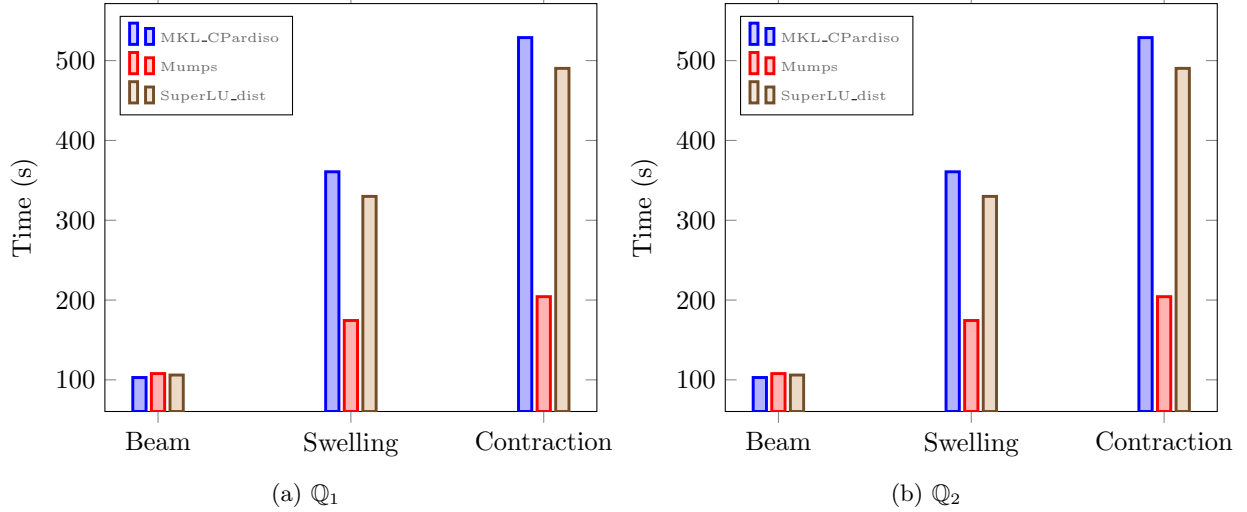 MKL_CPardiso
Mumps
SuperLU_dist
500
400
300
200
100
Time (s)
Beam Swelling Contraction
(a) ℚ₁
MKL_CPardiso
Mumps
SuperLU_dist
500
400
300
200
100
Time (s)
Beam Swelling Contraction
(b) ℚ₂